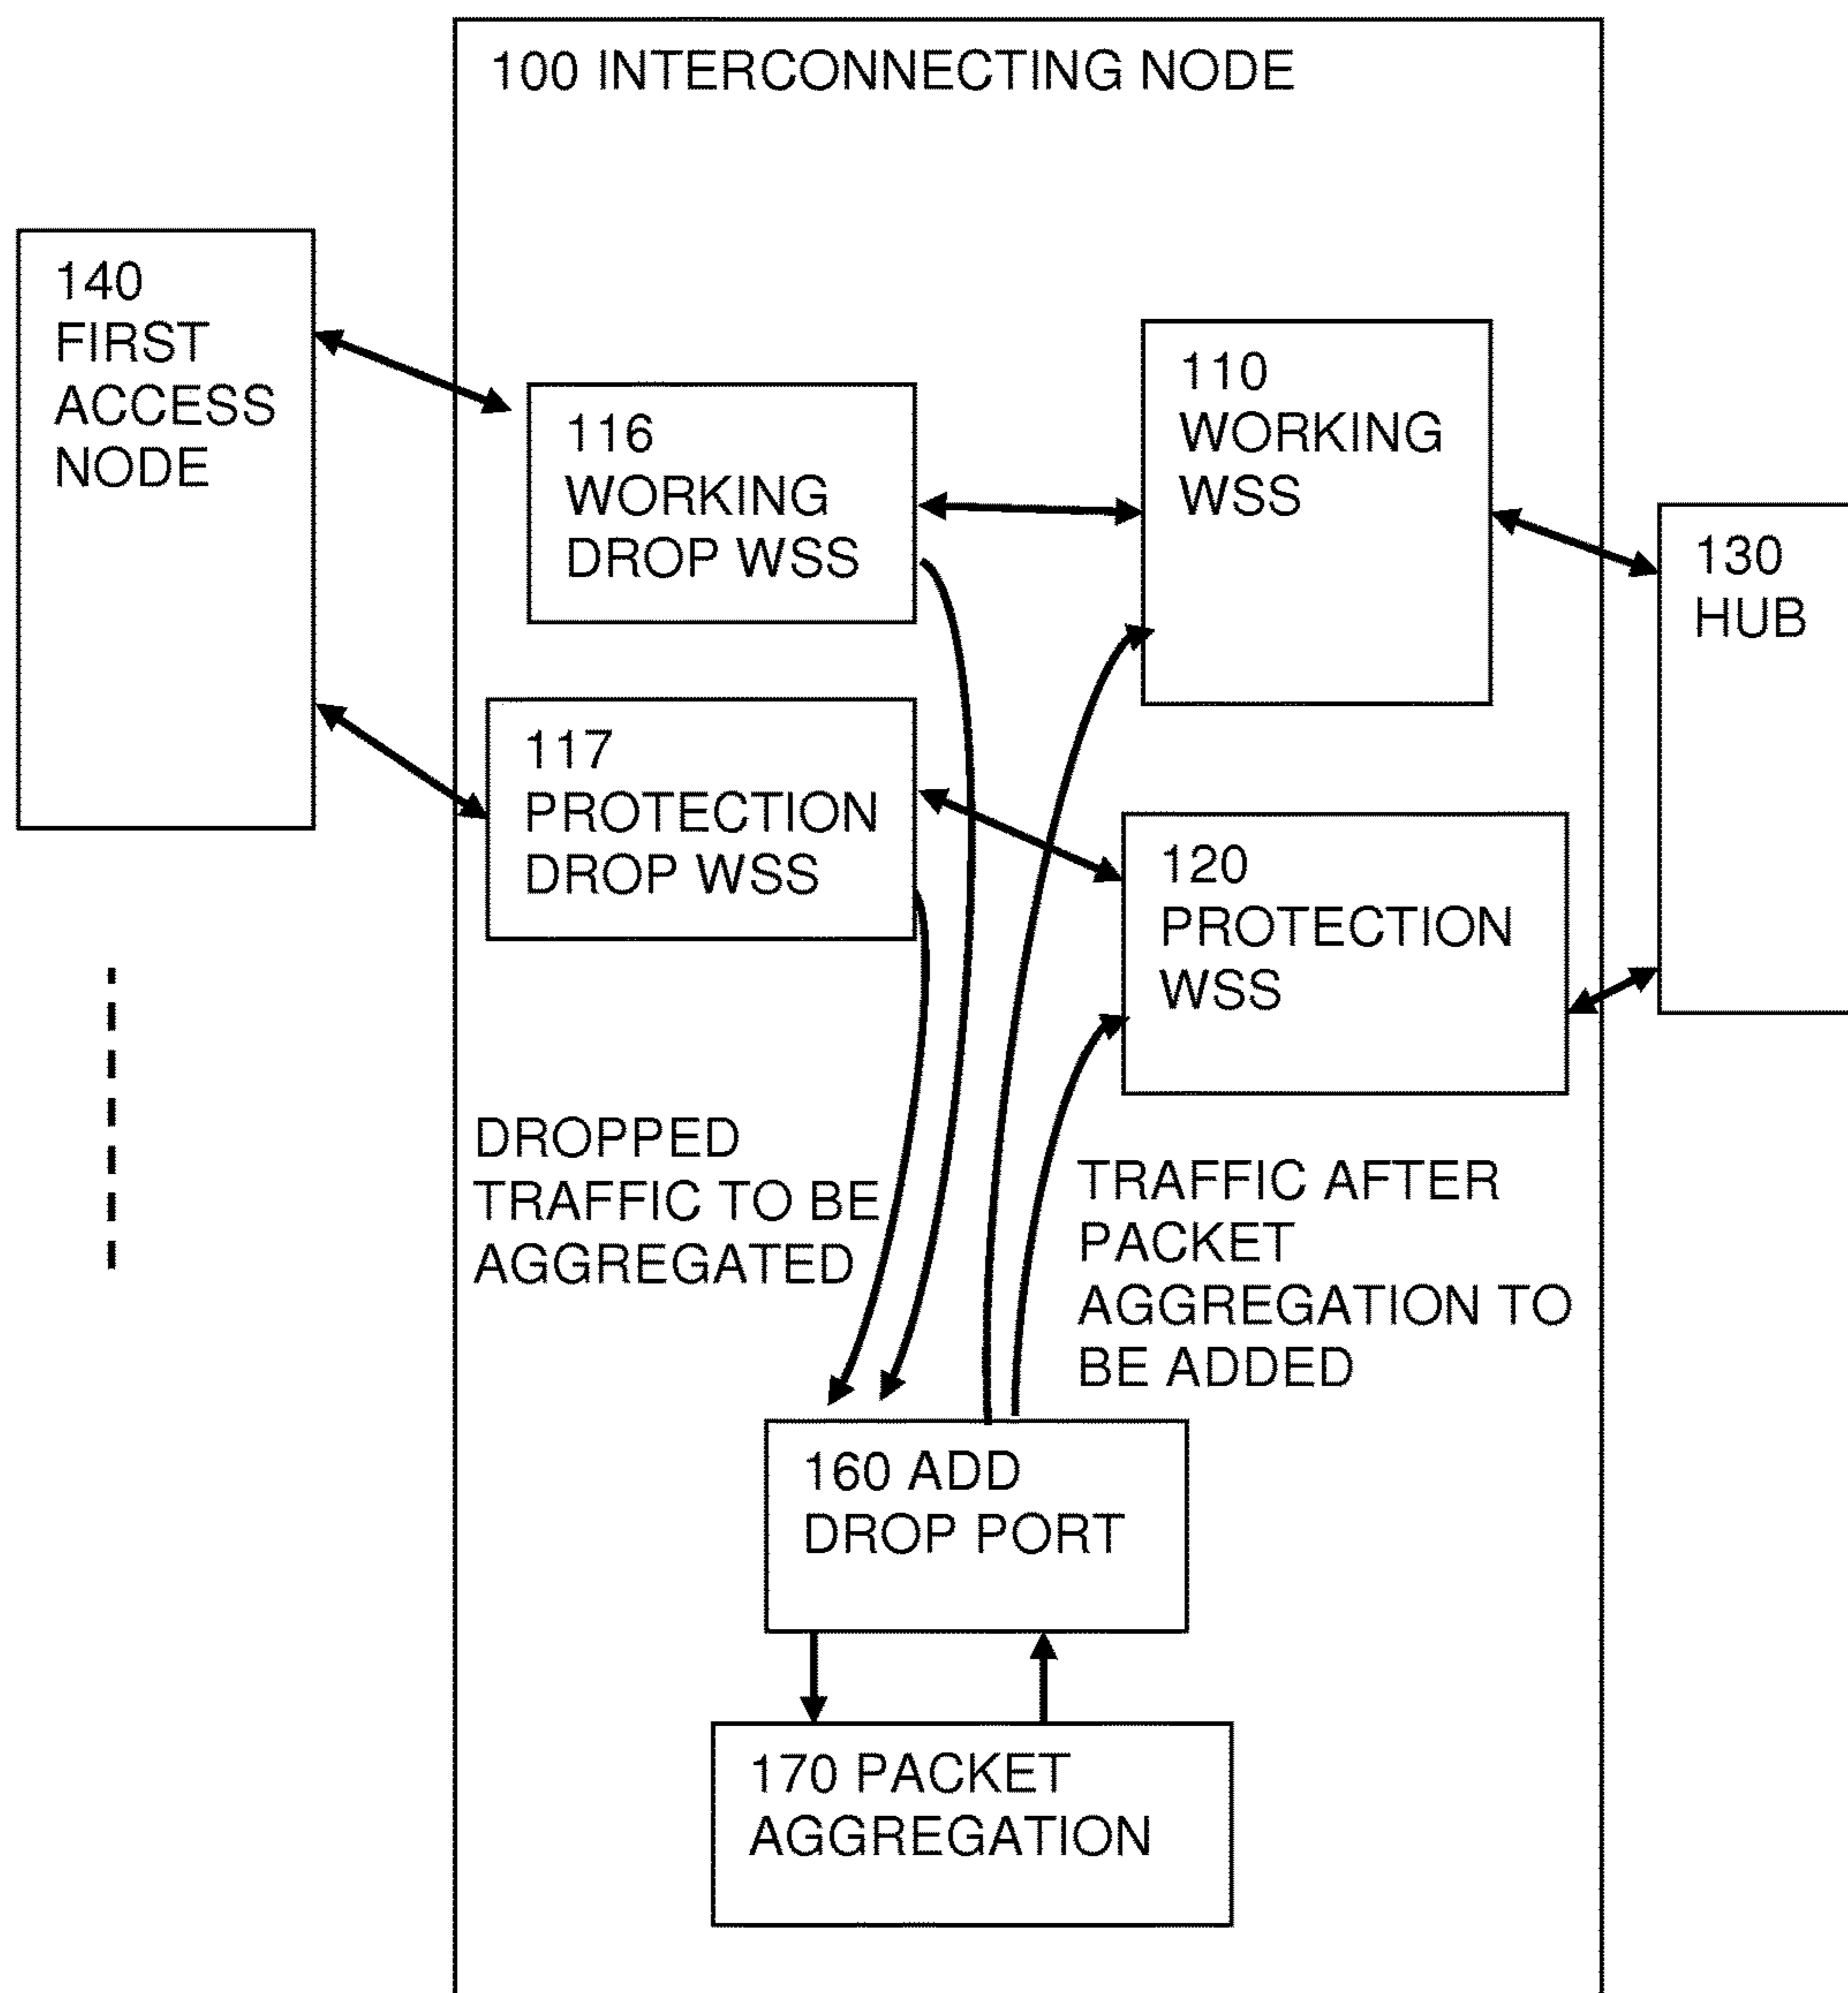 100 INTERCONNECTING NODE
140
FIRST
ACCESS
NODE
116
WORKING
DROP WSS
110
WORKING
WSS
130
HUB
117
PROTECTION
DROP WSS
120
PROTECTION
WSS
DROPPED
TRAFFIC TO BE
AGGREGATED
TRAFFIC AFTER
PACKET
AGGREGATION TO
BE ADDED
160 ADD
DROP PORT
170 PACKET
AGGREGATION